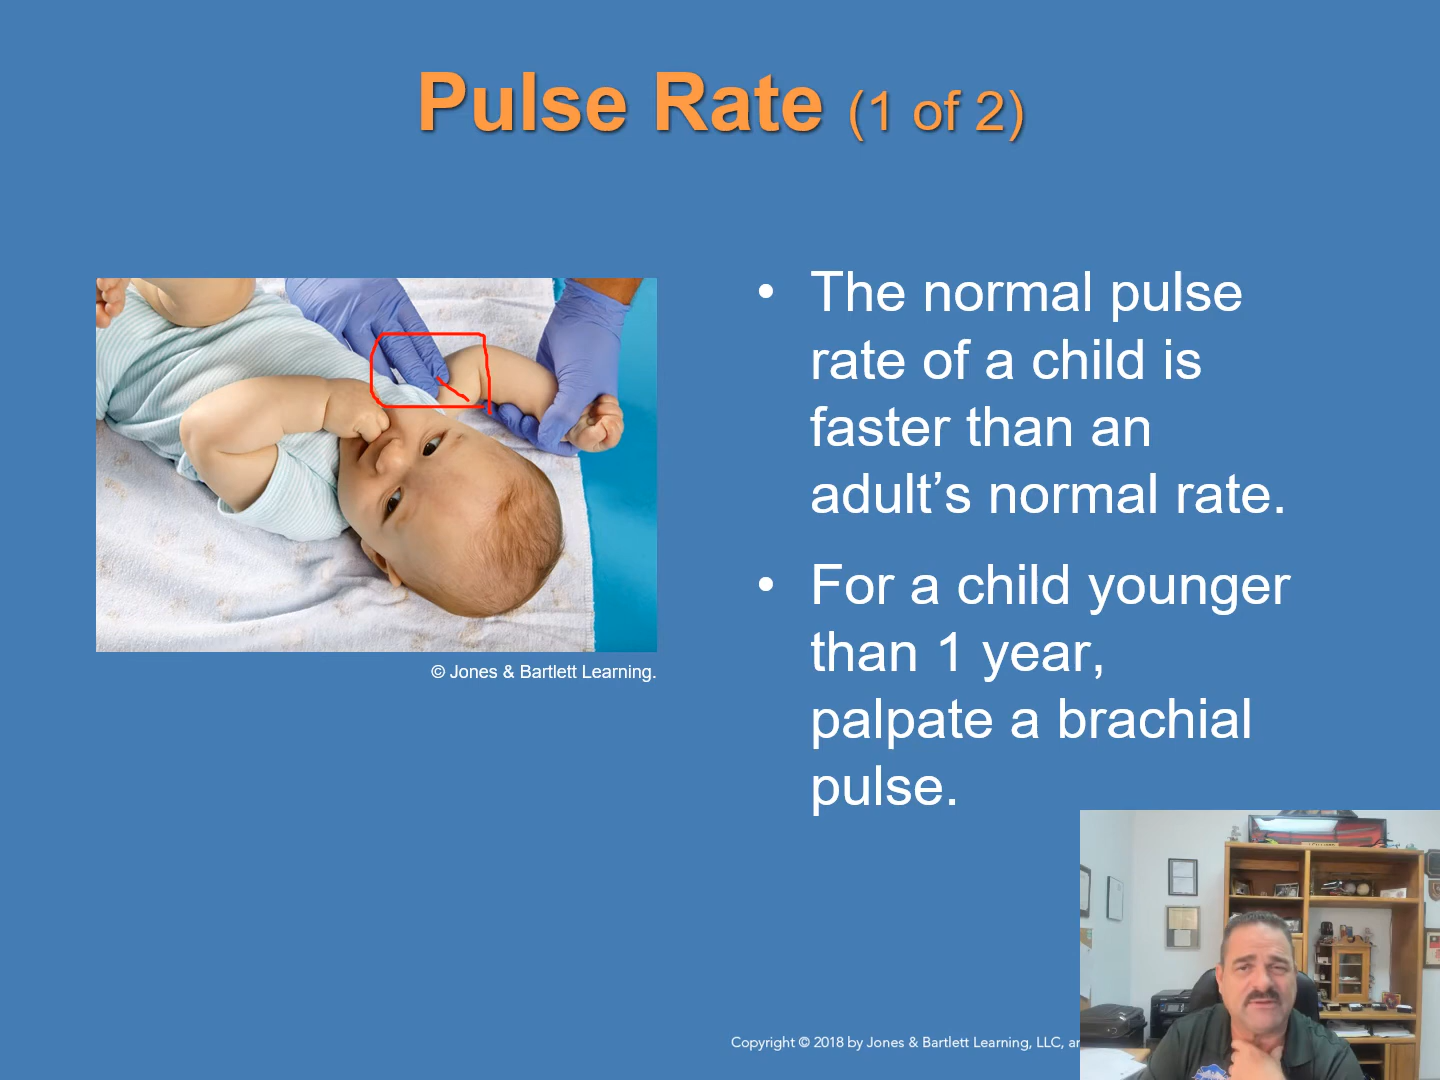 Pulse Rate (1 of 2)
• The normal pulse
rate of a child is
faster than an
adult’s normal rate.
• For a child younger
than 1 year,
palpate a brachial
pulse.
© Jones & Bartlett Learning.
Copyright © 2018 by Jones & Bartlett Learning, LLC,